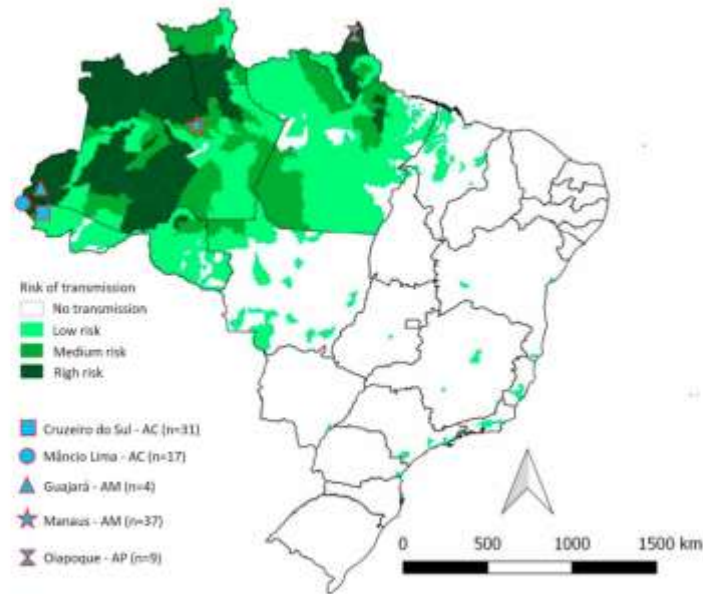 Risk of transmission
No transmission
Low risk
Medium risk
Righ risk
Cruzeiro do Sul - AC (n=31)
Mâncio Lima - AC (n=17)
Guajará - AM (n=4)
Manaus - AM (n=37)
Oiapoque - AP (n=9)
0 500 1000 1500 km